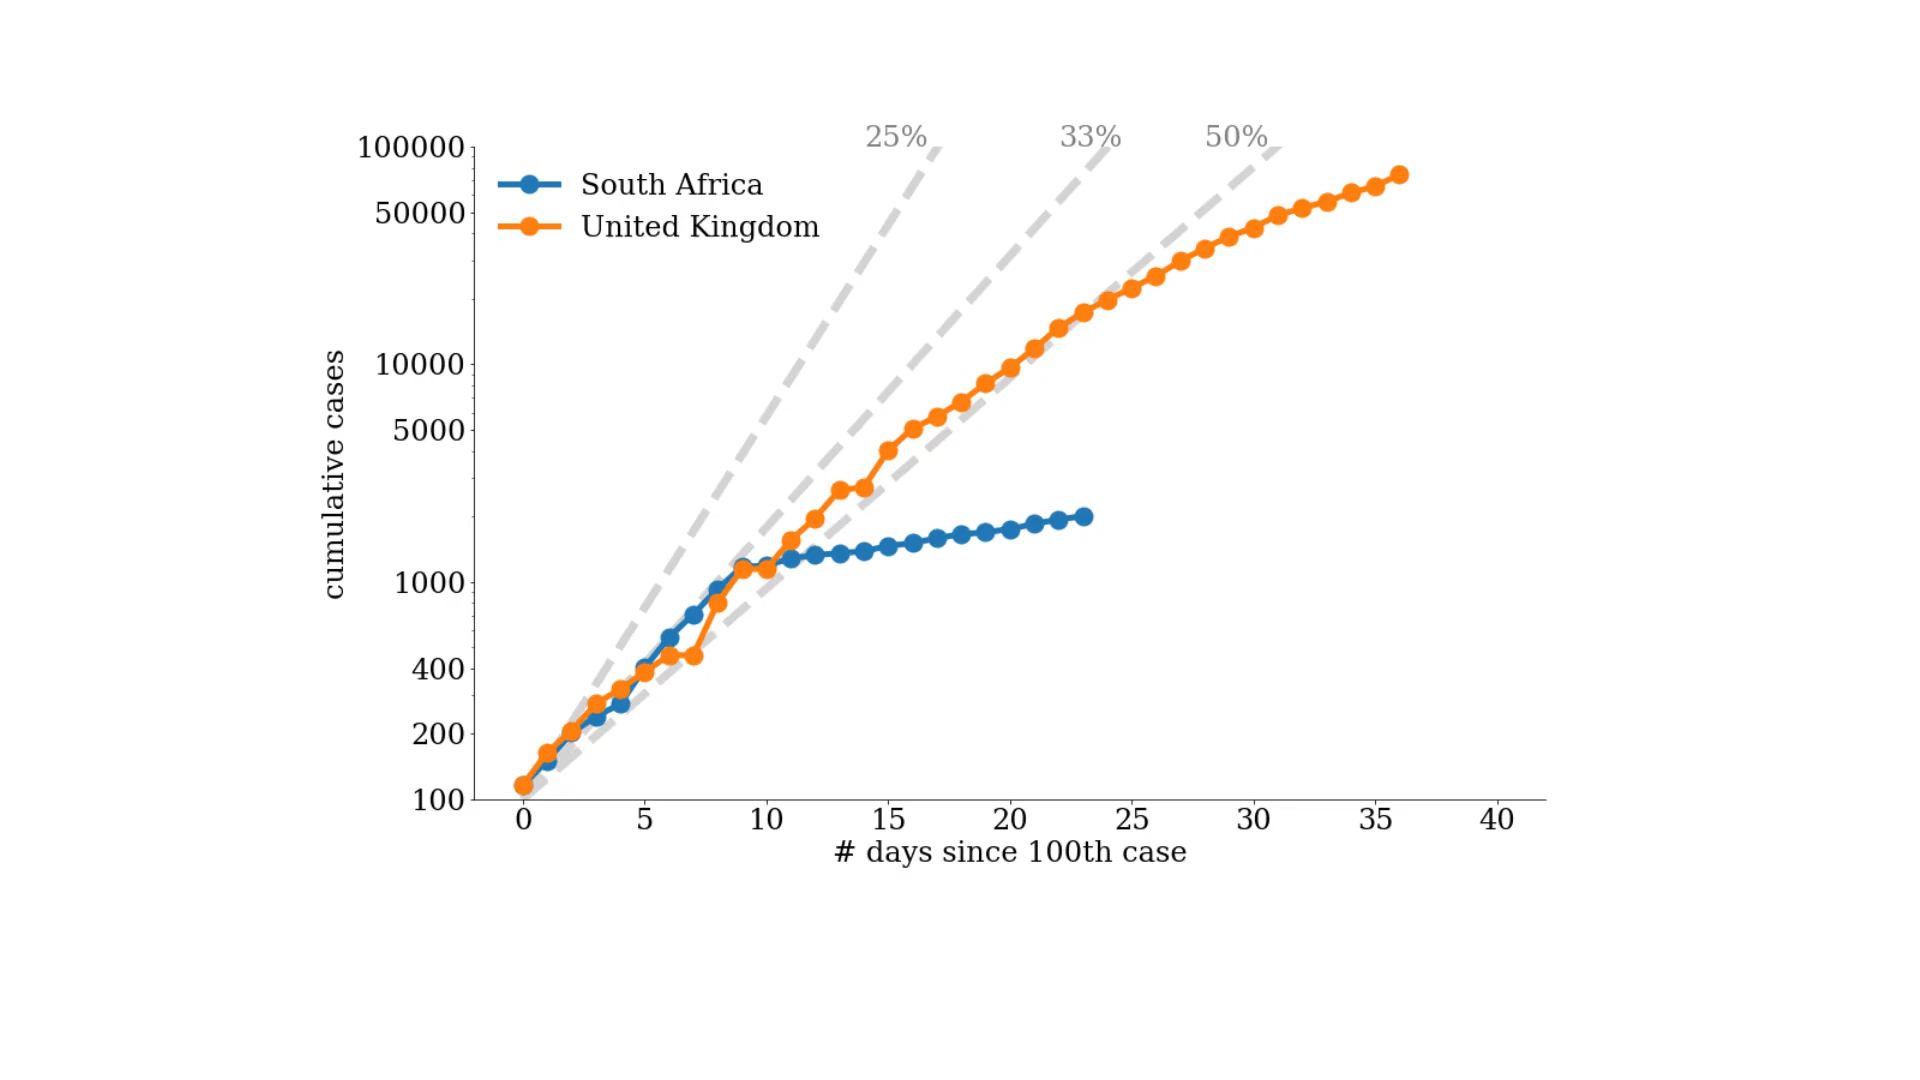 25% 33% 50%
100000
50000
10000
5000
1000
400
200
100
South Africa
United Kingdom
cumulative cases
0 5 10 15 20 25 30 35 40
# days since 100th case